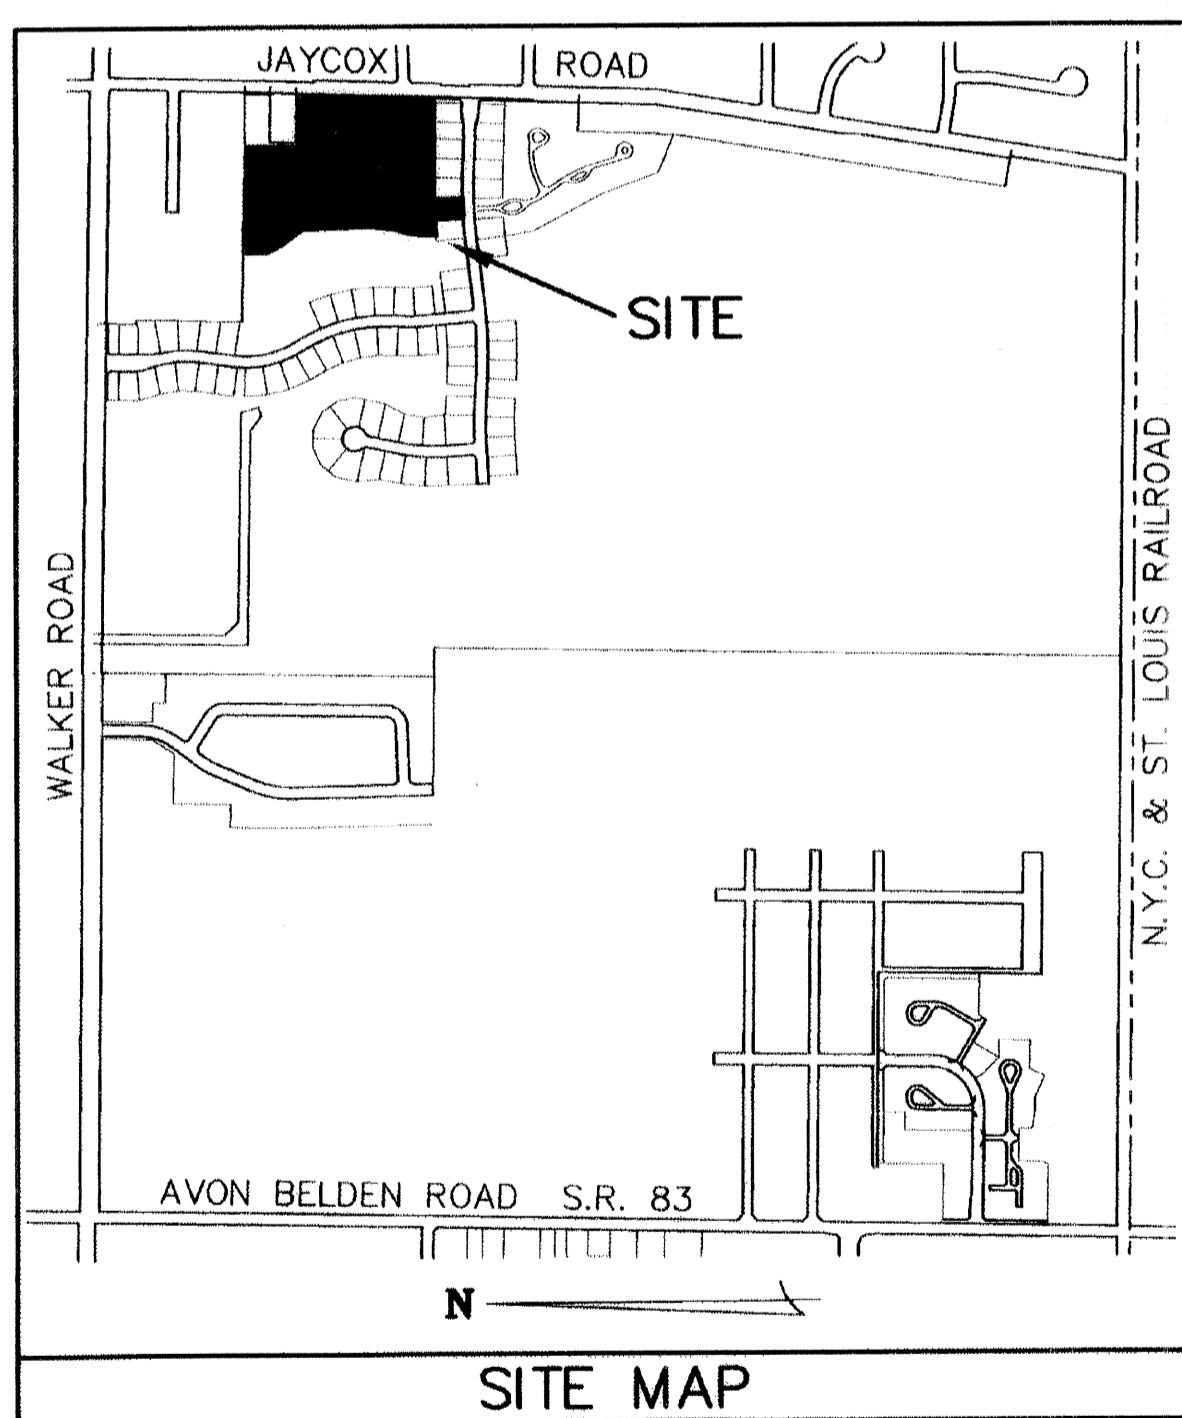 JAYCOX ROAD
SITE
WALKER ROAD
N.Y.C. & ST. LOUIS RAILROAD
AVON BELDEN ROAD S.R. 83
N
SITE MAP